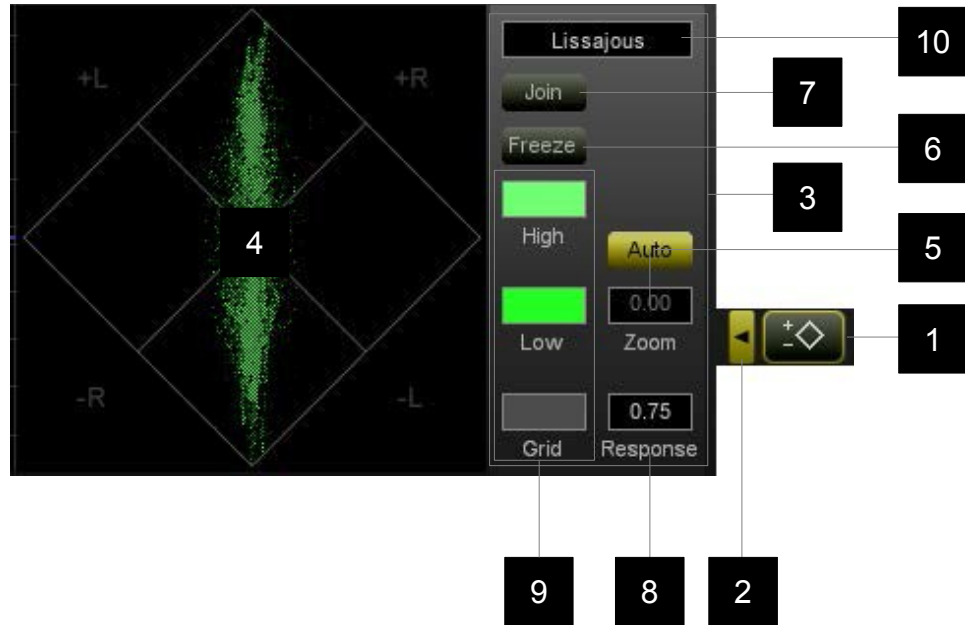 Lissajous
10
+L
+R
Join
7
Freeze
6
3
4
High
Auto
5
0.00
Low
Zoom
+
-
1
-R
-L
0.75
Grid
Response
9
8
2